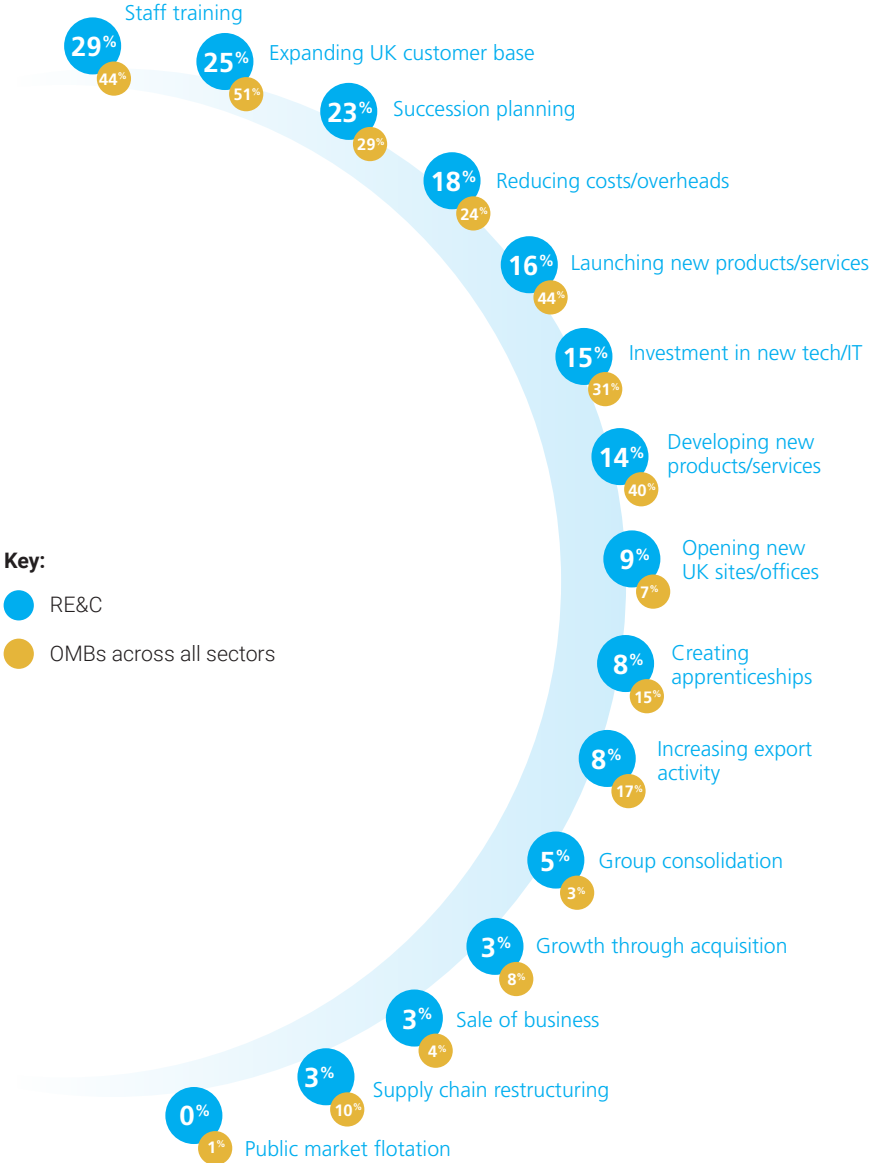 Staff training
29%
44%
25%
51%
Expanding UK customer base
23%
29%
Succession planning
18%
24%
Reducing costs/overheads
16%
44%
Launching new products/services
15%
31%
Investment in new tech/IT
14%
40%
Developing new
products/services
9%
7%
Opening new
UK sites/offices
8%
15%
Creating
apprenticeships
8%
17%
Increasing export
activity
5%
3%
Group consolidation
3%
8%
Growth through acquisition
3%
4%
Sale of business
3%
10%
Supply chain restructuring
0%
1%
Public market flotation
Key:
RE&C
OMBs across all sectors